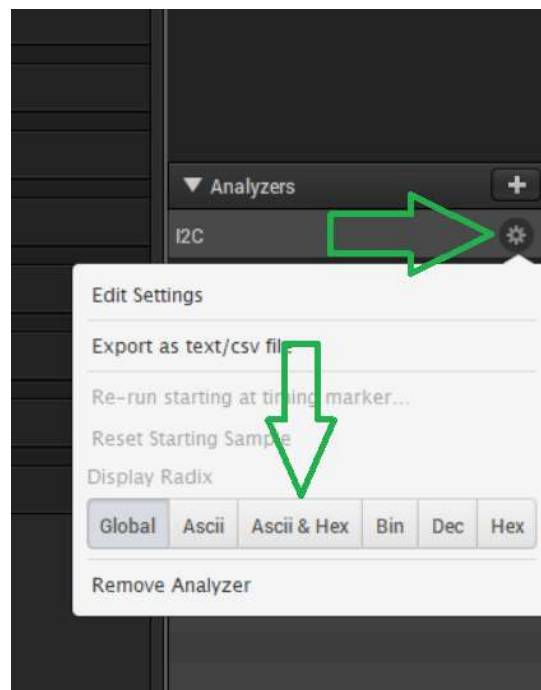 ▼ Analyzers +
I2C
Edit Settings
Export as text/csv file
Re-run starting at timing marker...
Reset Starting Sample
Display Radix
Global Ascii Ascii & Hex Bin Dec Hex
Remove Analyzer